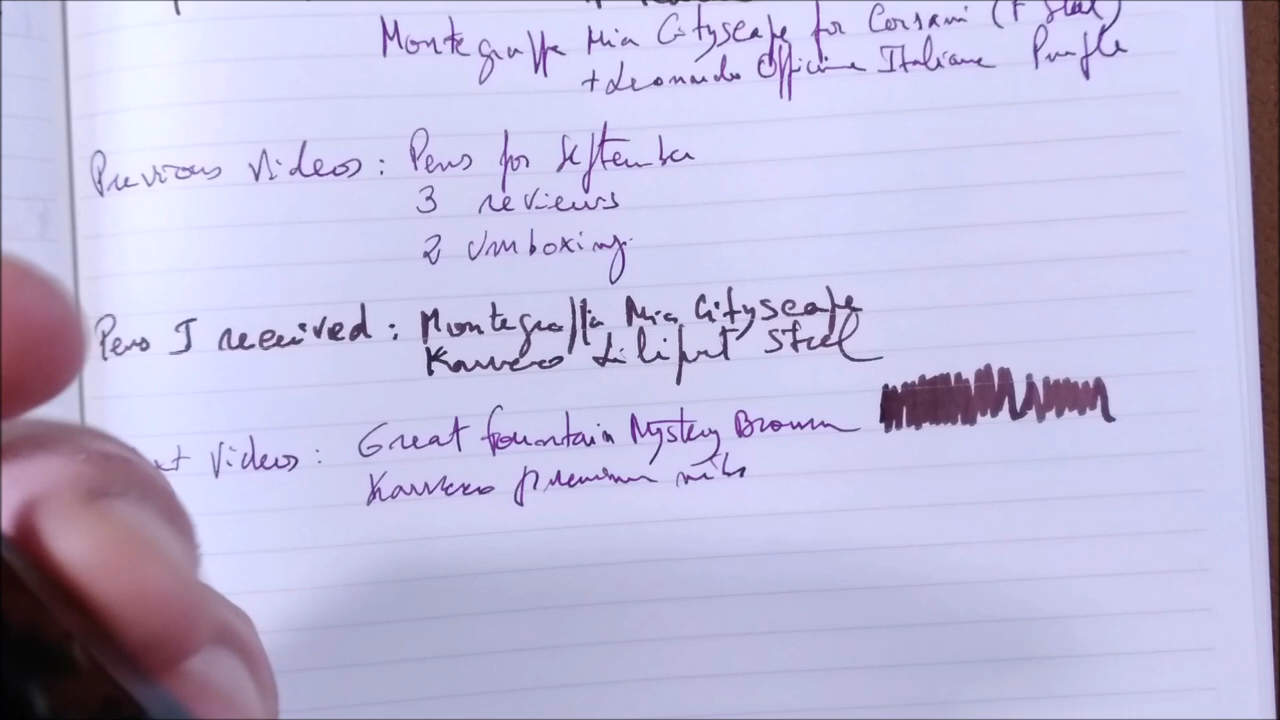 Montegrappa Mia Cityscape for Corsani (F Steel)
+ Leonardo Officina Italiana Purple
Previous Videos : Pens for September
3 reviews
2 Unboxing
Pens I received : Montegrappa Mia Cityscape
Kaweco Liliput Steel
Videos : Great fountain Mystery Brown
Kaweco premium nibs